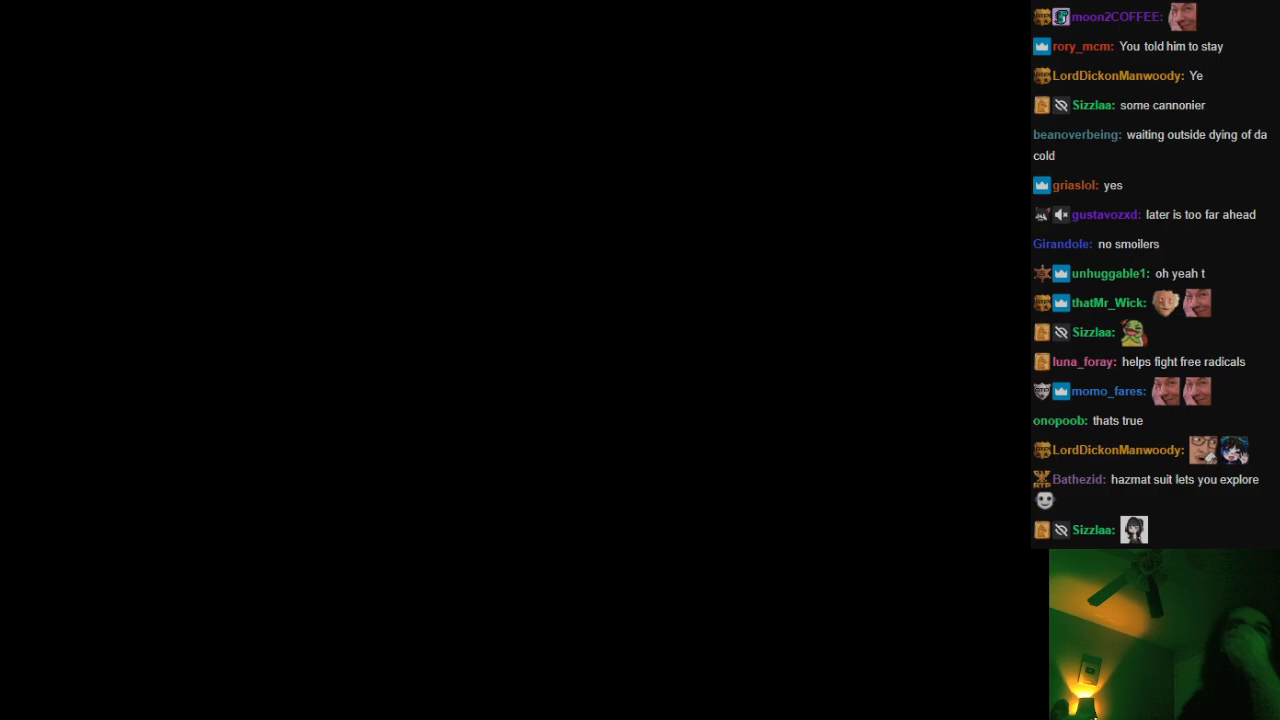 moon2COFFEE:
rory_mcm: You told him to stay
LordDickonManwoody: Ye
Sizzlaa: some cannonier
beanoverbeing: waiting outside dying of da
cold
griaslol: yes
gustavozxd: later is too far ahead
Girandole: no smoilers
unhuggable1: oh yeah t
thatMr_Wick:
Sizzlaa:
luna_foray: helps fight free radicals
momo_fares:
onopoob: thats true
LordDickonManwoody:
Bathezid: hazmat suit lets you explore
Sizzlaa: